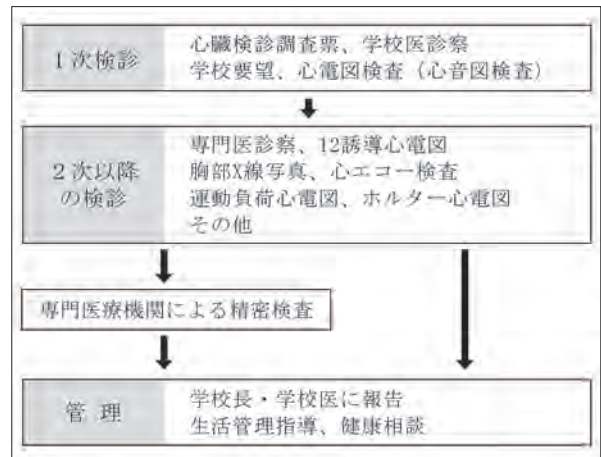 1次検診
心臓検診調査票、学校医診察
学校要望、心電図検査（心音図検査）
2次以降
の検診
専門医診察、12誘導心電図
胸部X線写真、心エコー検査
運動負荷心電図、ホルター心電図
その他
専門医療機関による精密検査
管 理
学校長・学校医に報告
生活管理指導、健康相談